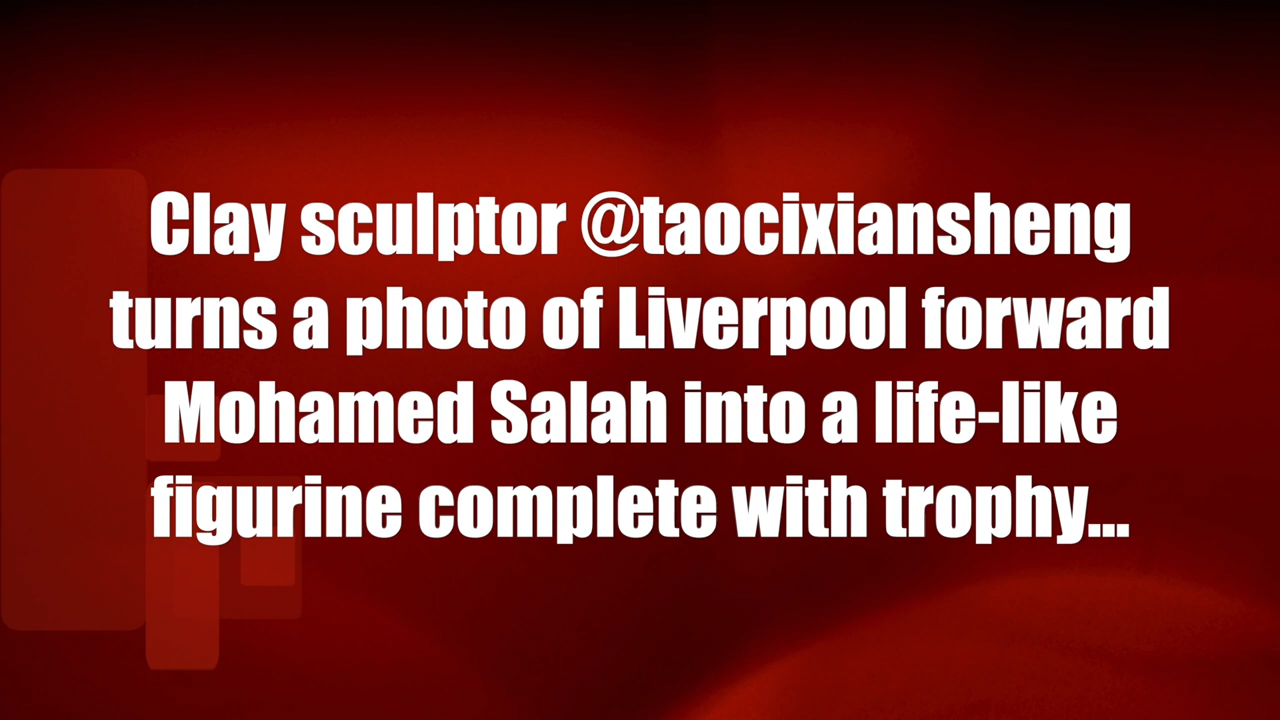 Clay sculptor @taocixiansheng
turns a photo of Liverpool forward
Mohamed Salah into a life-like
figurine complete with trophy...